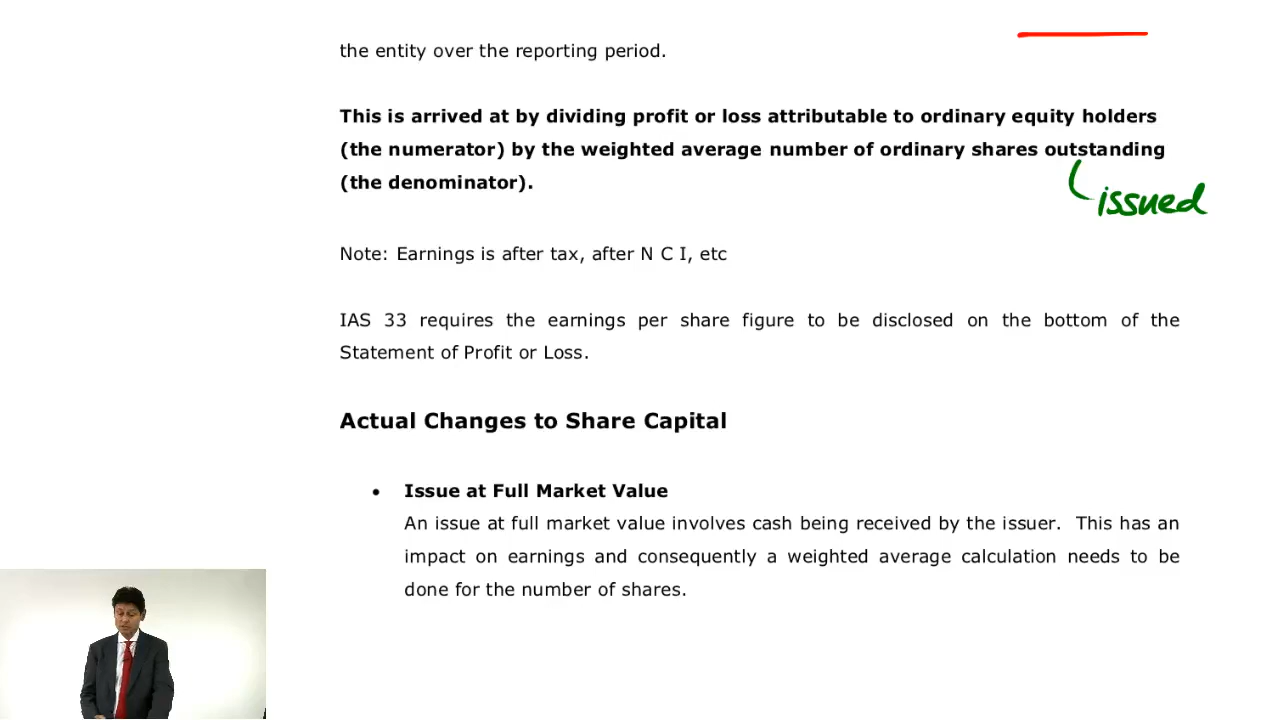 the entity over the reporting period.
This is arrived at by dividing profit or loss attributable to ordinary equity holders
(the numerator) by the weighted average number of ordinary shares outstanding
(the denominator).
issued
Note: Earnings is after tax, after N C I, etc
IAS 33 requires the earnings per share figure to be disclosed on the bottom of the
Statement of Profit or Loss.
Actual Changes to Share Capital
• Issue at Full Market Value
An issue at full market value involves cash being received by the issuer. This has an
impact on earnings and consequently a weighted average calculation needs to be
done for the number of shares.